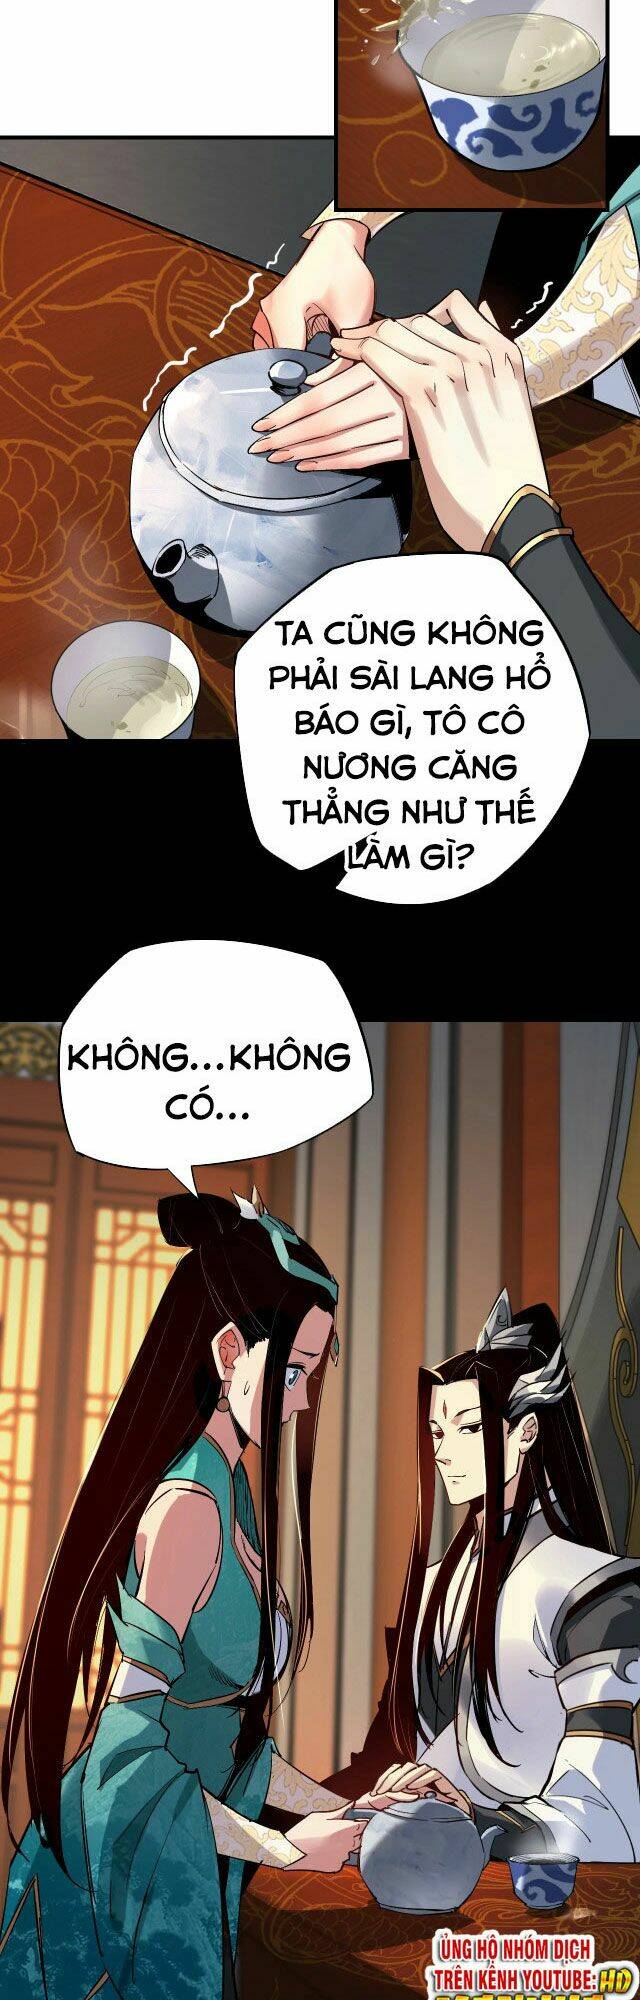 TA CŨNG KHÔNG
PHẢI SÀI LANG HỔ
BÁO GÌ, TÔ CÔ
NƯƠNG CĂNG
THẲNG NHƯ THẾ
LÀM GÌ?
KHÔNG...KHÔNG
CÓ...
ỦNG HỘ NHÓM DỊCH
TRÊN KÊNH YOUTUBE: HD